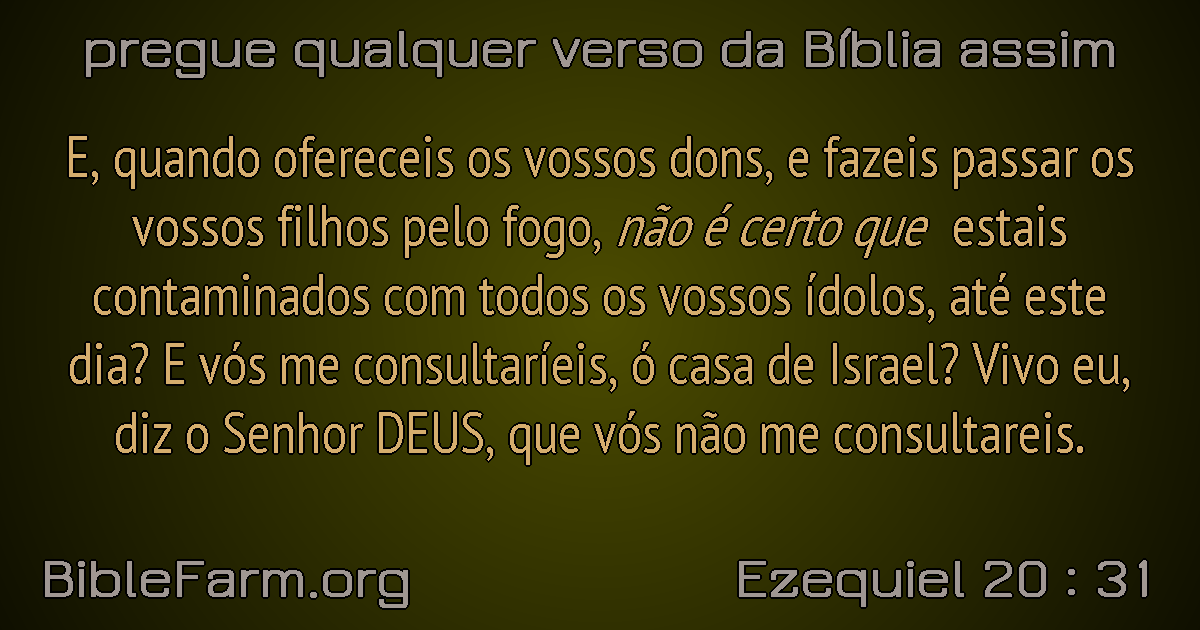 pregue qualquer verso da Bíblia assim
E, quando ofereceis os vossos dons, e fazeis passar os
vossos filhos pelo fogo, não é certo que estais
contaminados com todos os vossos ídolos, até este
dia? E vós me consultaríeis, ó casa de Israel? Vivo eu,
diz o Senhor DEUS, que vós não me consultareis.
BibleFarm.org
Ezequiel 20 : 31